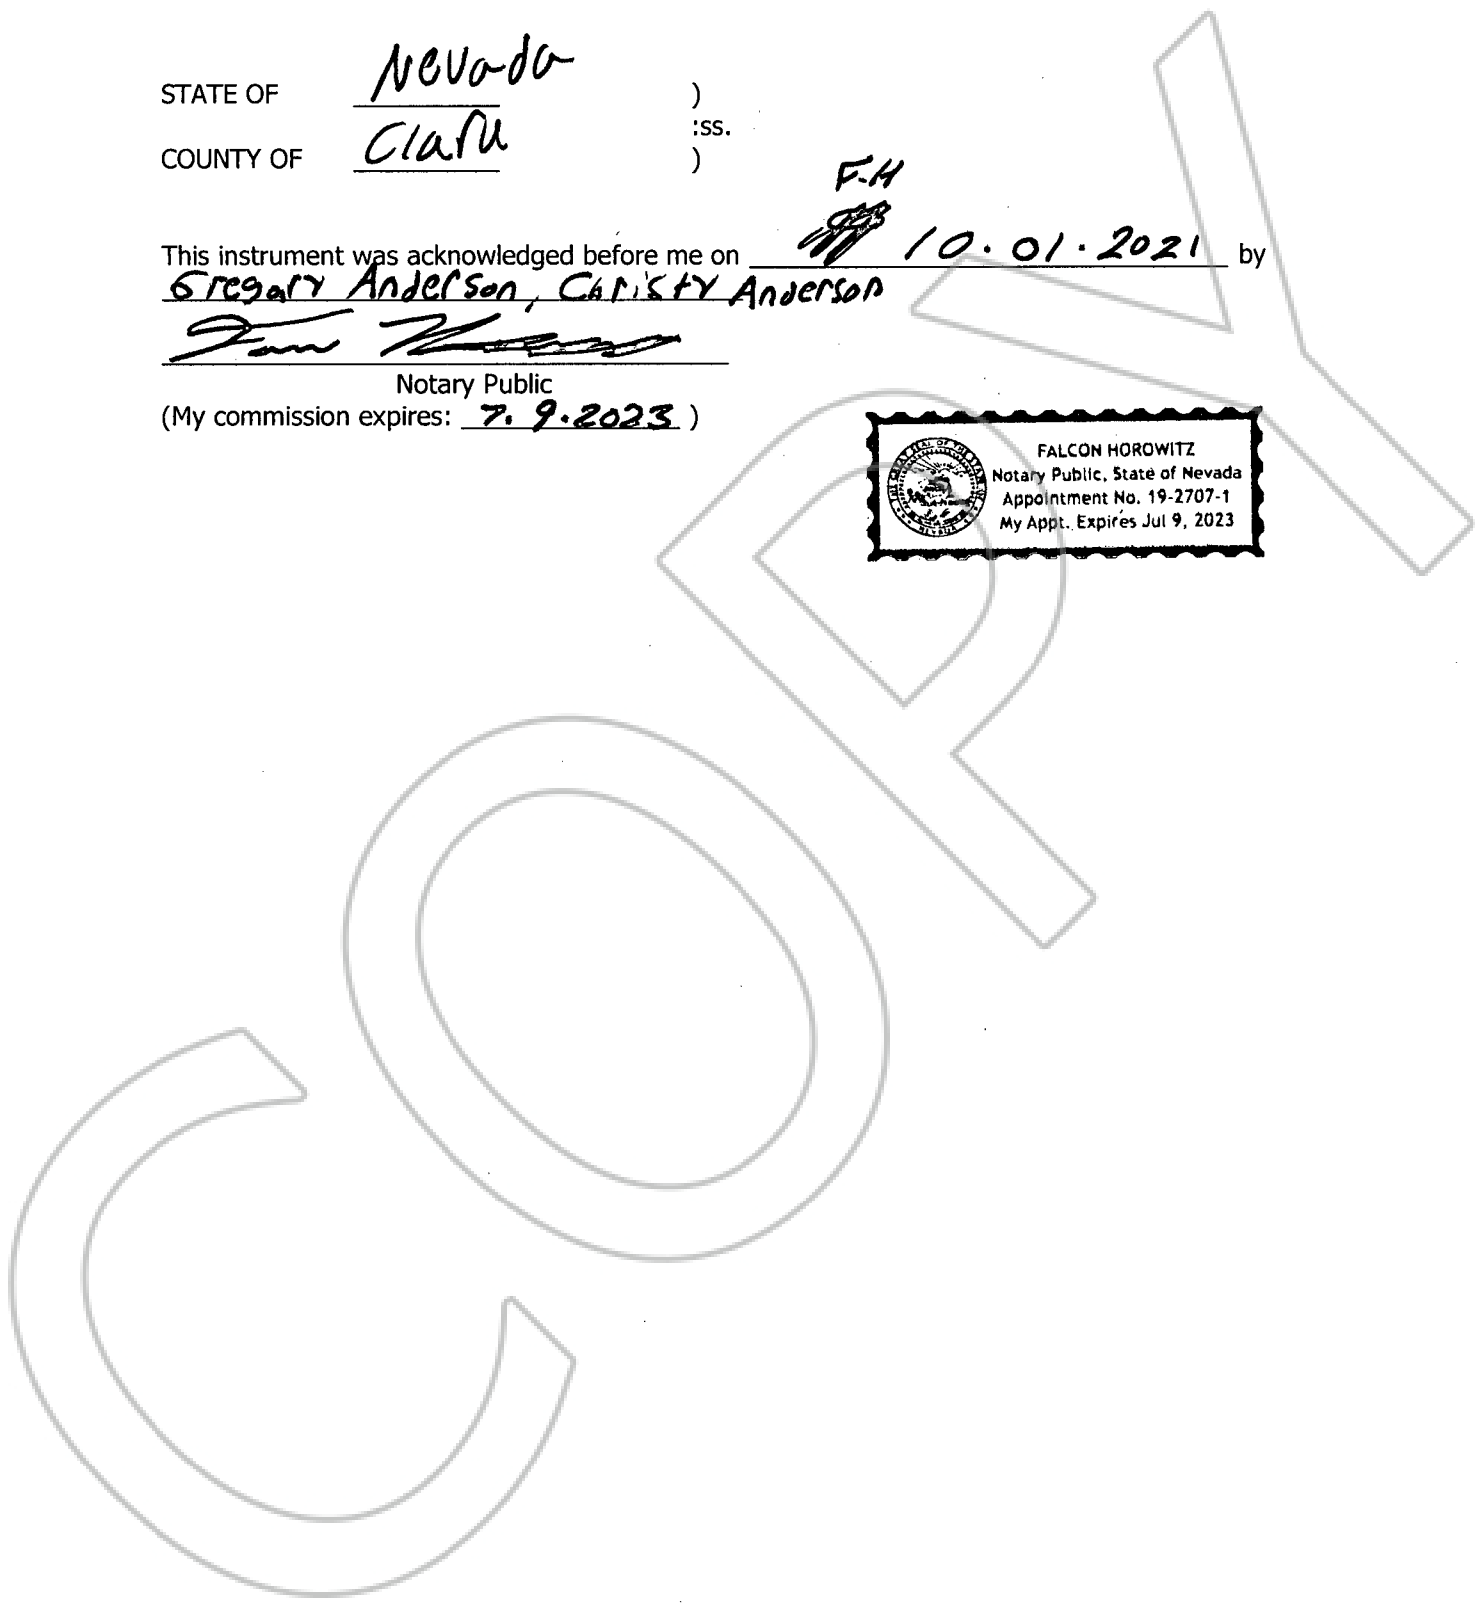 STATE OF Nevada )
:ss.
COUNTY OF Clark )
F.H
This instrument was acknowledged before me on 10.01.2021 by
Gregary Anderson, Christy Anderson
Notary Public
(My commission expires: 7.9.2023 )
FALCON HOROWITZ
Notary Public, State of Nevada
Appointment No. 19-2707-1
My Appt. Expires Jul 9, 2023
COPY